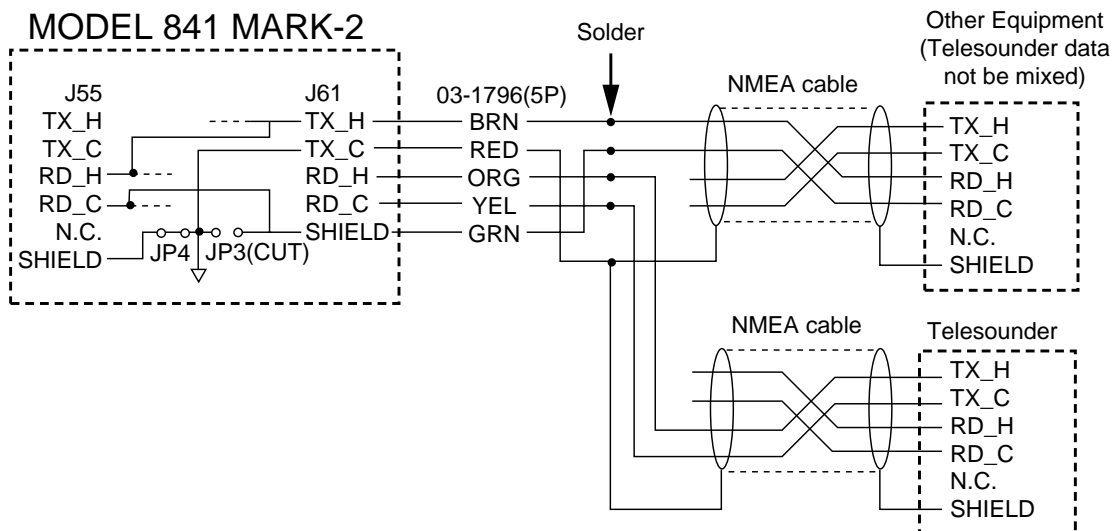 MODEL 841 MARK-2
Solder
Other Equipment
(Telesounder data
not be mixed)
NMEA cable
J55
J61
03-1796(5P)
TX_H
TX_H
BRN
TX_H
TX_C
TX_C
RED
TX_C
RD_H
RD_H
ORG
RD_H
RD_C
RD_C
YEL
RD_C
N.C.
SHIELD
GRN
N.C.
SHIELD
JP4
JP3(CUT)
SHIELD
NMEA cable
Telesounder
TX_H
TX_C
RD_H
RD_C
N.C.
SHIELD